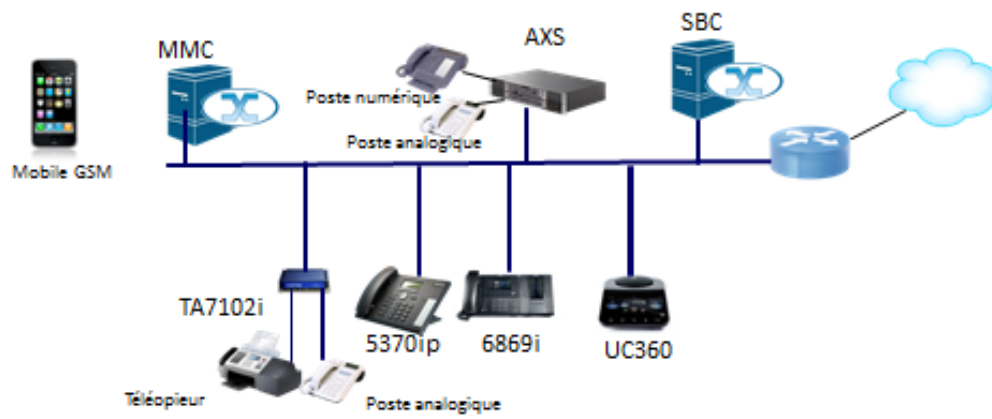 MMC
AXS
SBC
Poste numérique
Poste analogique
Mobile GSM
TA7102i
5370ip
6869i
UC360
Téléopieur
Poste analogique